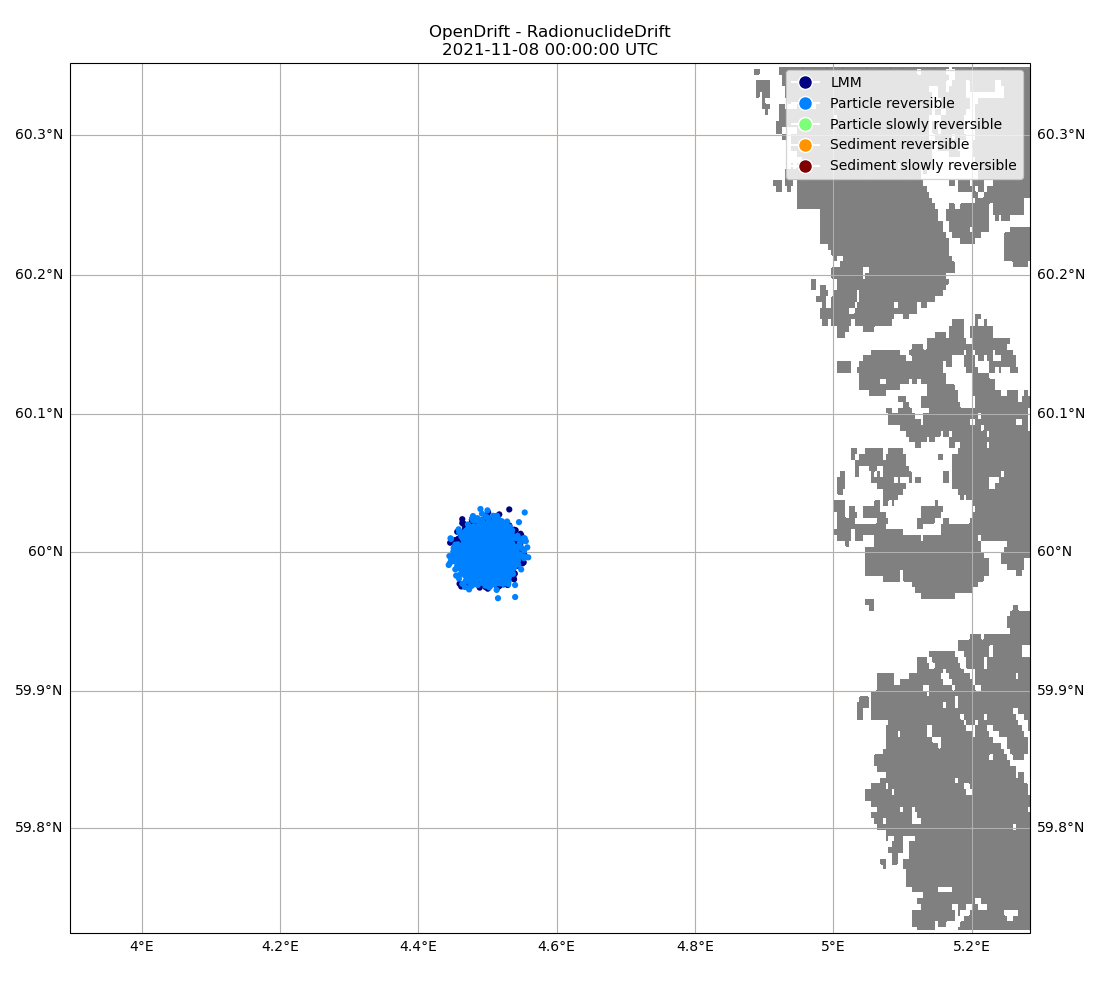 OpenDrift - RadionuclideDrift
2021-11-08 00:00:00 UTC
LMM
Particle reversible
Particle slowly reversible
Sediment reversible
Sediment slowly reversible
60.3°N
60.3°N
60.2°N
60.2°N
60.1°N
60.1°N
60°N
60°N
59.9°N
59.9°N
59.8°N
59.8°N
4°E
4.2°E
4.4°E
4.6°E
4.8°E
5°E
5.2°E